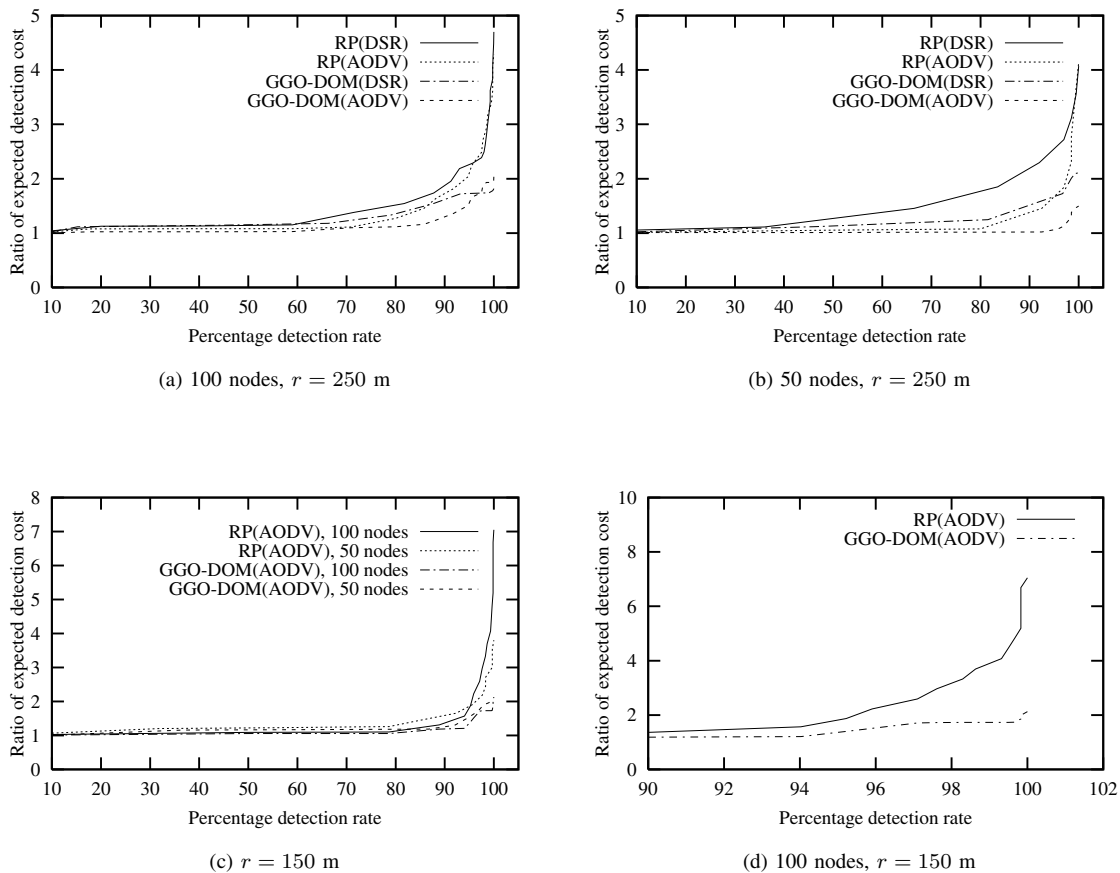 Ratio of expected detection cost
5
4
3
2
1
0
RP(DSR)
RP(AODV)
GGO-DOM(DSR)
GGO-DOM(AODV)
10 20 30 40 50 60 70 80 90 100
Percentage detection rate
(a) 100 nodes, r = 250 m
Ratio of expected detection cost
5
4
3
2
1
0
RP(DSR)
RP(AODV)
GGO-DOM(DSR)
GGO-DOM(AODV)
10 20 30 40 50 60 70 80 90 100
Percentage detection rate
(b) 50 nodes, r = 250 m
Ratio of expected detection cost
8
7
6
5
4
3
2
1
0
RP(AODV), 100 nodes
RP(AODV), 50 nodes
GGO-DOM(AODV), 100 nodes
GGO-DOM(AODV), 50 nodes
10 20 30 40 50 60 70 80 90 100
Percentage detection rate
(c) r = 150 m
Ratio of expected detection cost
10
8
6
4
2
0
RP(AODV)
GGO-DOM(AODV)
90 92 94 96 98 100 102
Percentage detection rate
(d) 100 nodes, r = 150 m